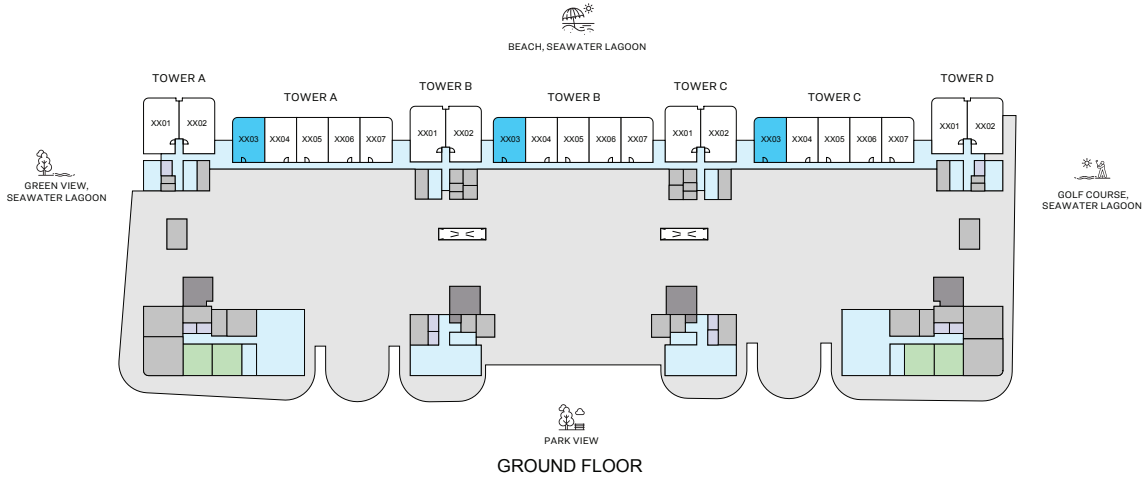 BEACH, SEAWATER LAGOON
TOWER A
TOWER A
TOWER B
TOWER B
TOWER C
TOWER C
TOWER D
XX01 XX02
XX03 XX04 XX05 XX06 XX07
XX01 XX02
XX03 XX04 XX05 XX06 XX07
XX01 XX02
XX03 XX04 XX05 XX06 XX07
XX01 XX02
GREEN VIEW,
SEAWATER LAGOON
GOLF COURSE,
SEAWATER LAGOON
PARK VIEW
GROUND FLOOR